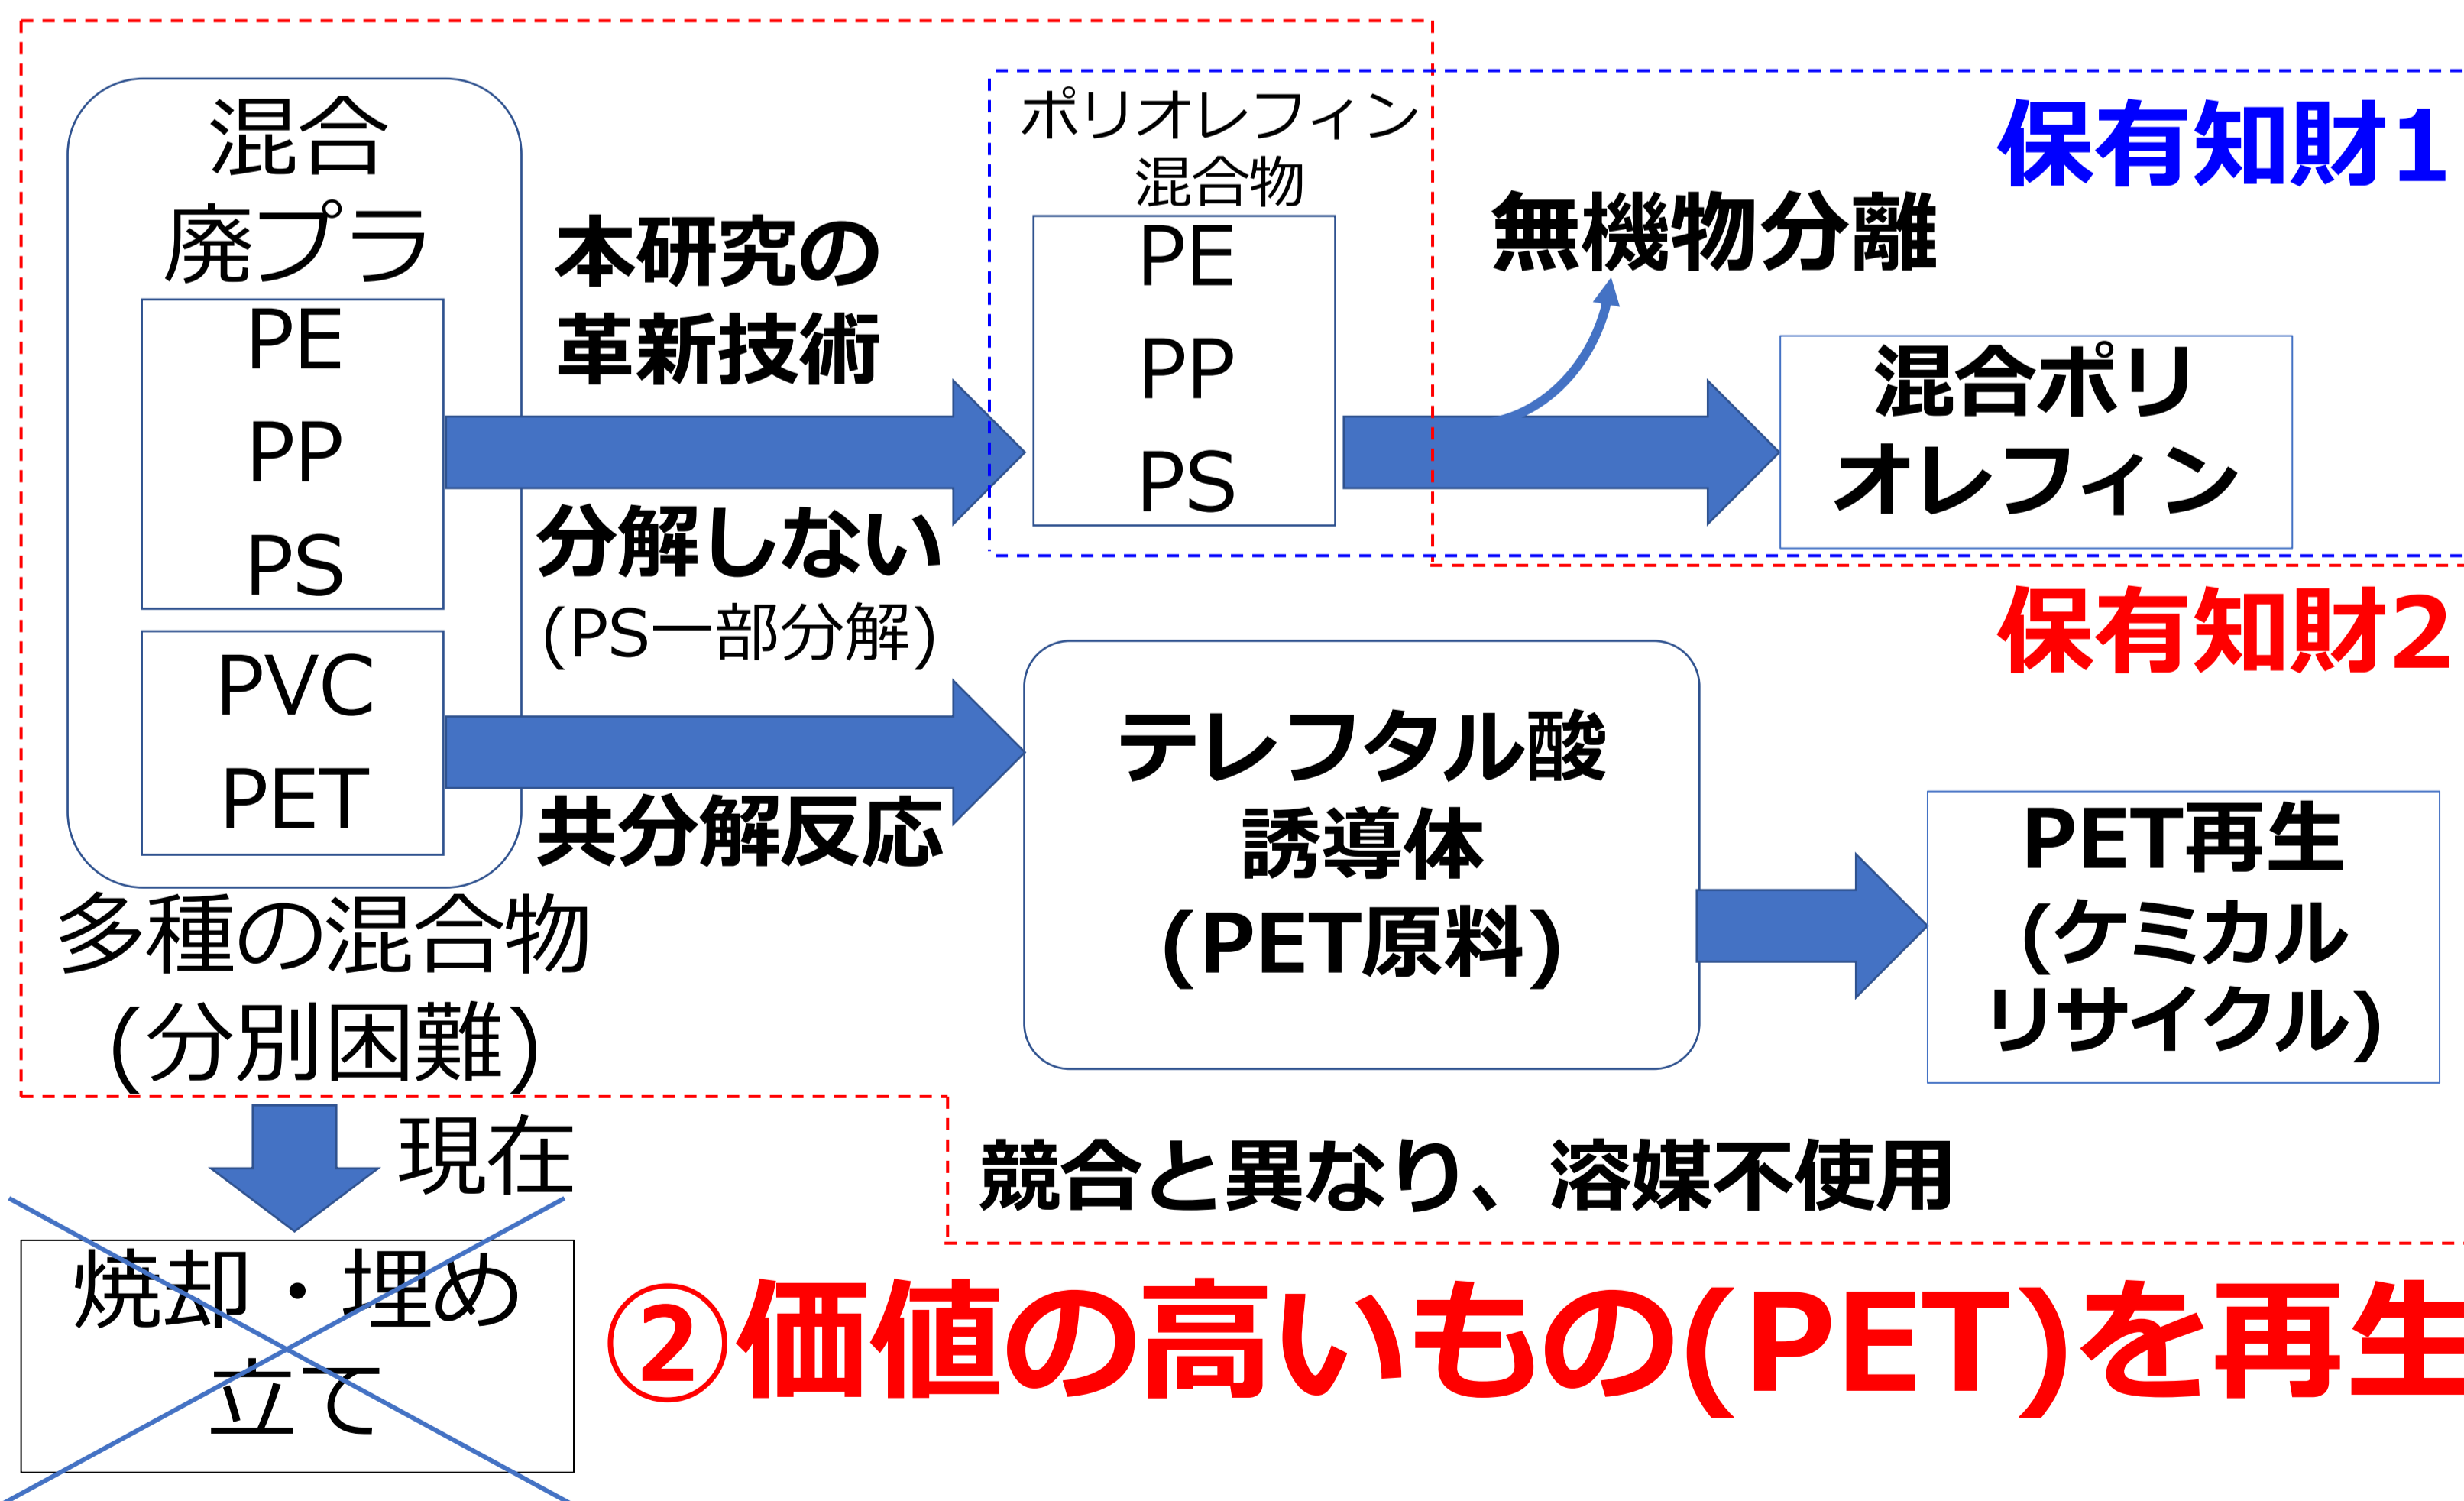 混合
廃プラ
PE
PP
PS
PVC
PET
多種の混合物
(分別困難)
本研究の
革新技術
分解しない
(PS一部分解)
共分解反応
ポリオレフィン
混合物
PE
PP
PS
無機物分離
保有知財1
混合ポリ
オレフィン
保有知財2
テレフタル酸
誘導体
(PET原料)
PET再生
(ケミカル
リサイクル)
現在
焼却・埋め
立て
競合と異なり、溶媒不使用
②価値の高いもの(PET)を再生